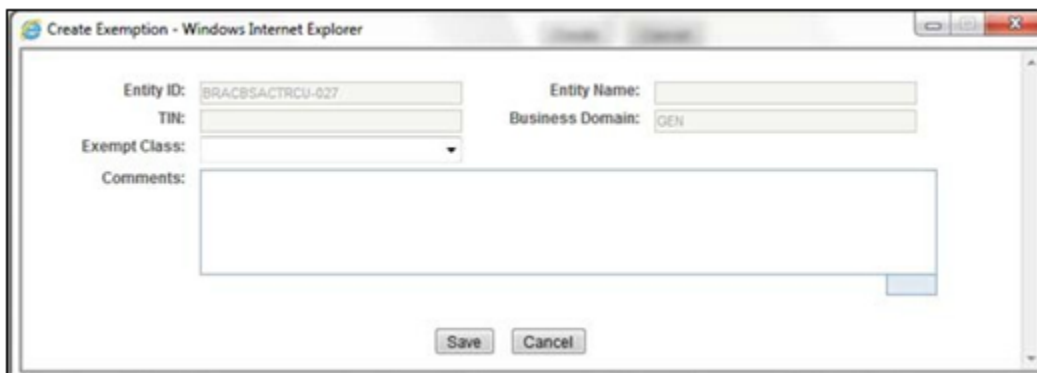 Create Exemption - Windows Internet Explorer
Entity ID: BRACBSACTRCU-027 Entity Name:
TIN: Business Domain: GEN
Exempt Class:
Comments:
Save Cancel